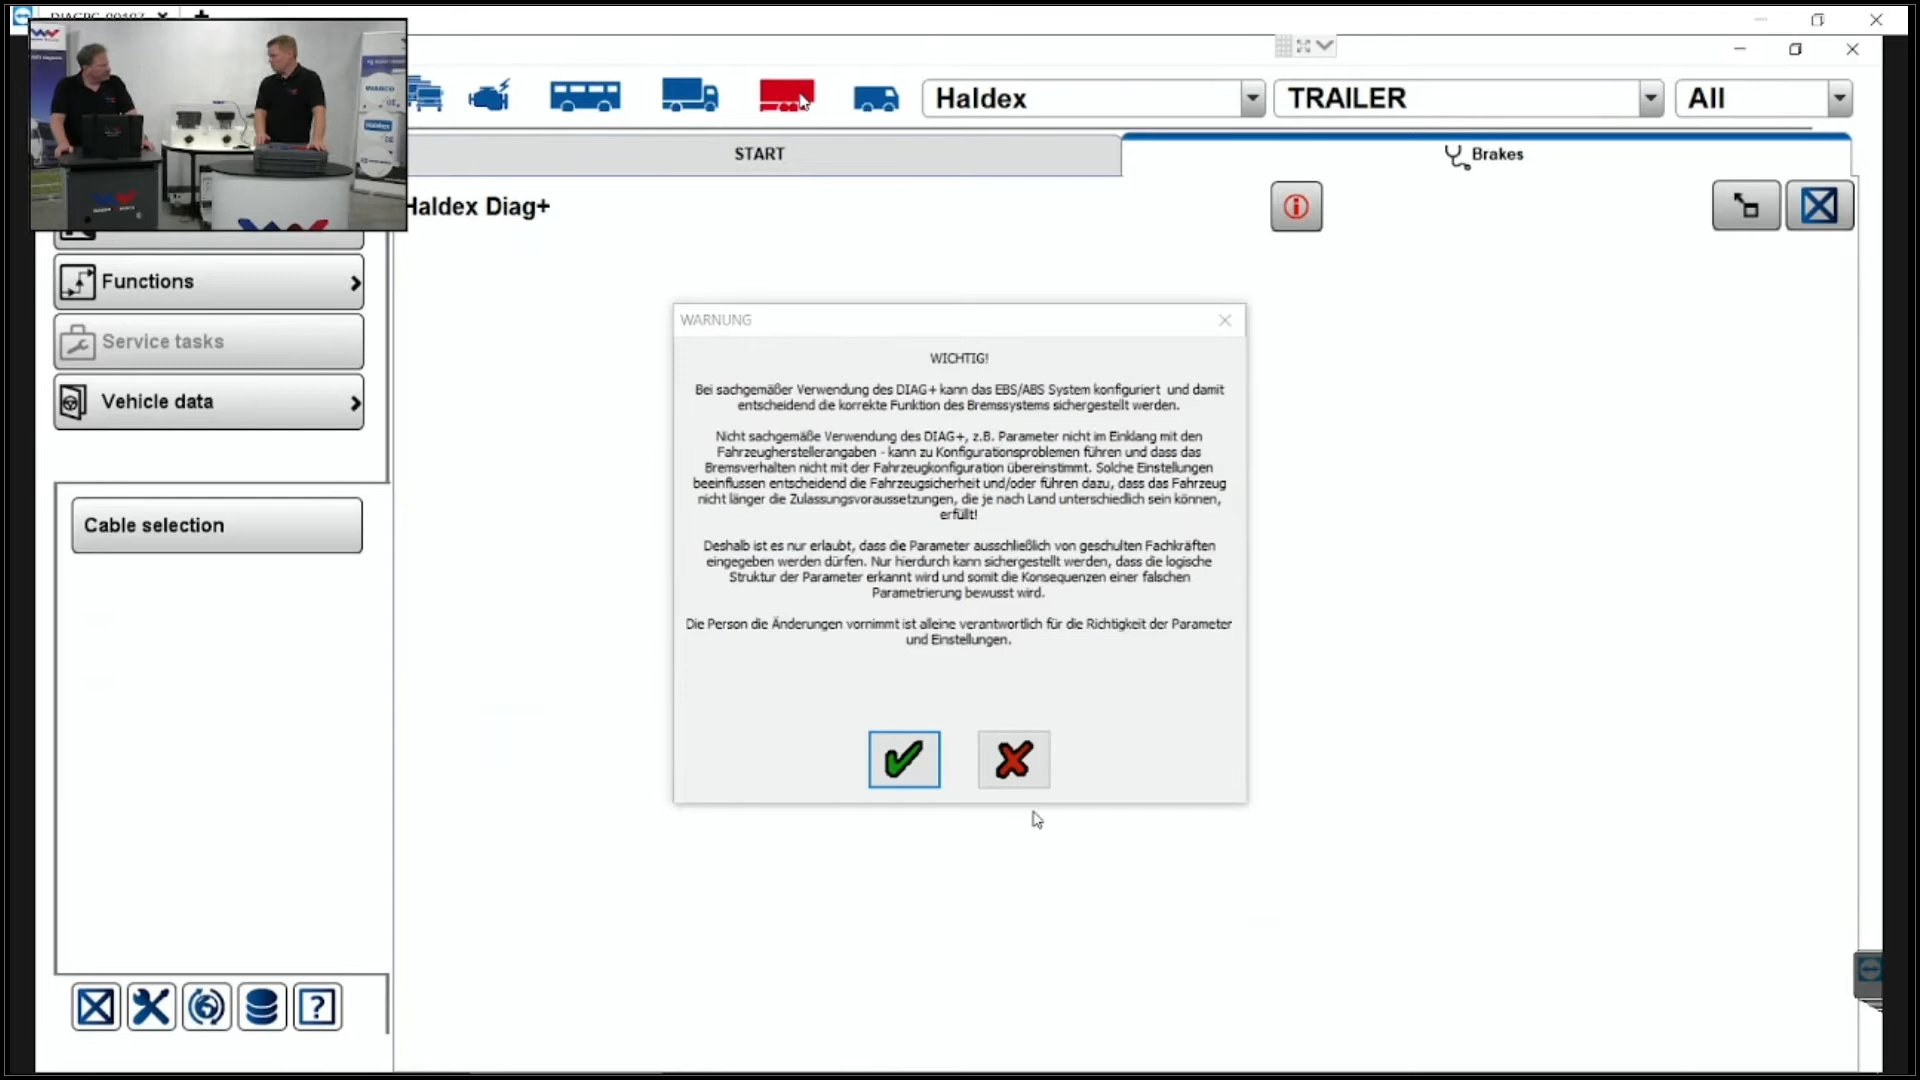 Haldex
TRAILER
All
START
Brakes
Haldex Diag+
Functions
Service tasks
Vehicle data
Cable selection
WARNUNG
WICHTIG!
Bei sachgemäßer Verwendung des DIAG+ kann das EBS/ABS System konfiguriert und damit
entscheidend die korrekte Funktion des Bremssystems sichergestellt werden.
Nicht sachgemäße Verwendung des DIAG+, z.B. Parameter nicht im Einklang mit den
Fahrzeugherstellerangaben - kann zu Konfigurationsproblemen führen und dass das
Bremsverhalten nicht mit der Fahrzeugkonfiguration übereinstimmt. Solche Einstellungen
beeinflussen entscheidend die Fahrzeugsicherheit und/oder führen dazu, dass das Fahrzeug
nicht länger die Zulassungsvoraussetzungen, die je nach Land unterschiedlich sein können,
erfüllt!
Deshalb ist es nur erlaubt, dass die Parameter ausschließlich von geschulten Fachkräften
eingegeben werden dürfen. Nur hierdurch kann sichergestellt werden, dass die logische
Struktur der Parameter erkannt wird und somit die Konsequenzen einer falschen
Parametrierung bewusst wird.
Die Person die Änderungen vornimmt ist alleine verantwortlich für die Richtigkeit der Parameter
und Einstellungen.